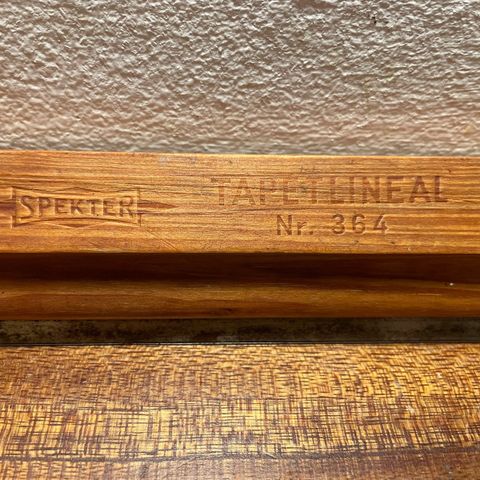 SPEKTER
TAPETLINEAL
Nr. 364